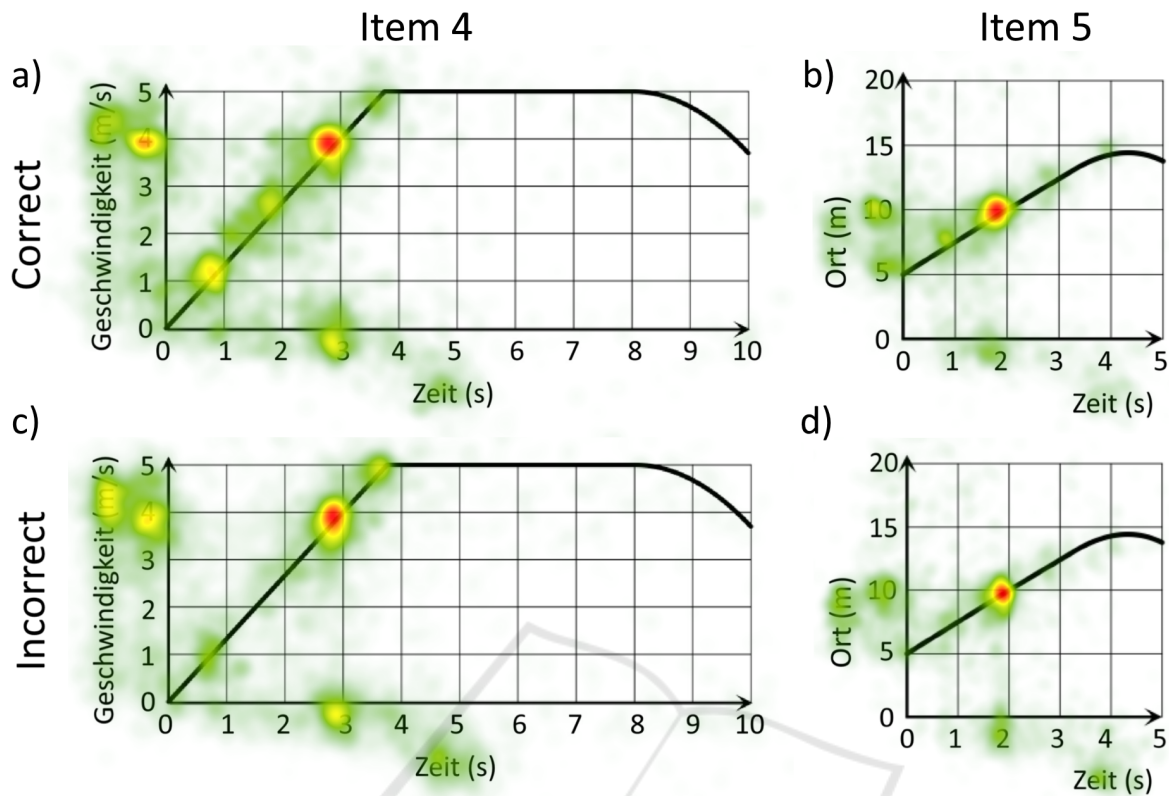 Item 4
Item 5
Correct
Incorrect
a)
Geschwindigkeit (m/s)
5
4
3
2
1
0
0 1 2 3 4 5 6 7 8 9 10
Zeit (s)
b)
Ort (m)
20
15
10
5
0
0 1 2 3 4 5
Zeit (s)
c)
Geschwindigkeit (m/s)
5
4
3
2
1
0
0 1 2 3 4 5 6 7 8 9 10
Zeit (s)
d)
Ort (m)
20
15
10
5
0
0 1 2 3 4 5
Zeit (s)